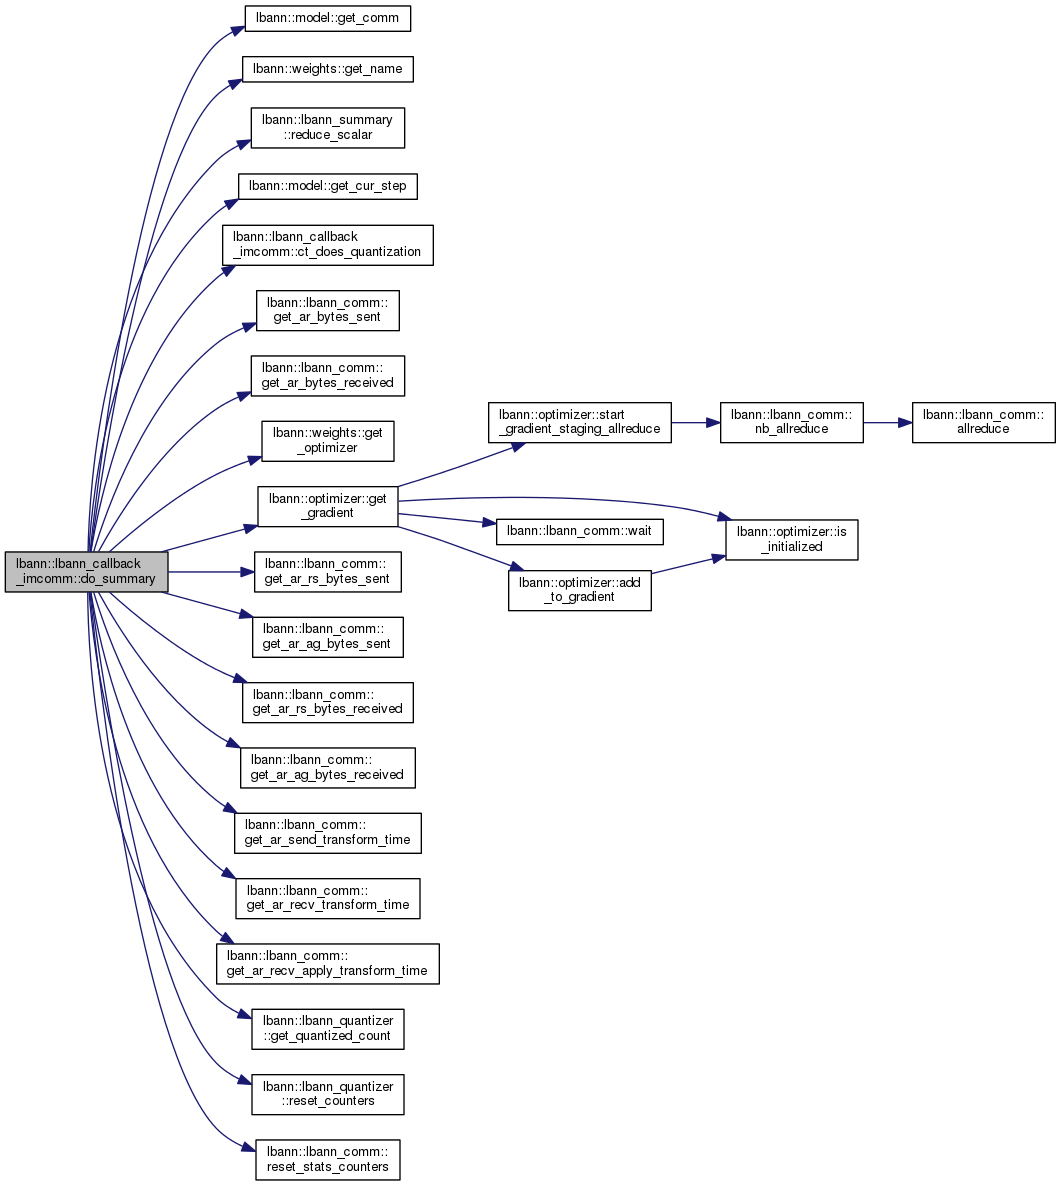 lbann::model::get_comm
lbann::weights::get_name
lbann::lbann_summary
::reduce_scalar
lbann::model::get_cur_step
lbann::lbann_callback
_imcomm::ct_does_quantization
lbann::lbann_comm::
get_ar_bytes_sent
lbann::lbann_comm::
get_ar_bytes_received
lbann::weights::get
_optimizer
lbann::optimizer::get
_gradient
lbann::optimizer::start
_gradient_staging_allreduce
lbann::lbann_comm::
nb_allreduce
lbann::lbann_comm::
allreduce
lbann::lbann_comm::wait
lbann::optimizer::is
_initialized
lbann::optimizer::add
_to_gradient
lbann::lbann_callback
_imcomm::do_summary
lbann::lbann_comm::
get_ar_rs_bytes_sent
lbann::lbann_comm::
get_ar_ag_bytes_sent
lbann::lbann_comm::
get_ar_rs_bytes_received
lbann::lbann_comm::
get_ar_ag_bytes_received
lbann::lbann_comm::
get_ar_send_transform_time
lbann::lbann_comm::
get_ar_recv_transform_time
lbann::lbann_comm::
get_ar_recv_apply_transform_time
lbann::lbann_quantizer
::get_quantized_count
lbann::lbann_quantizer
::reset_counters
lbann::lbann_comm::
reset_stats_counters